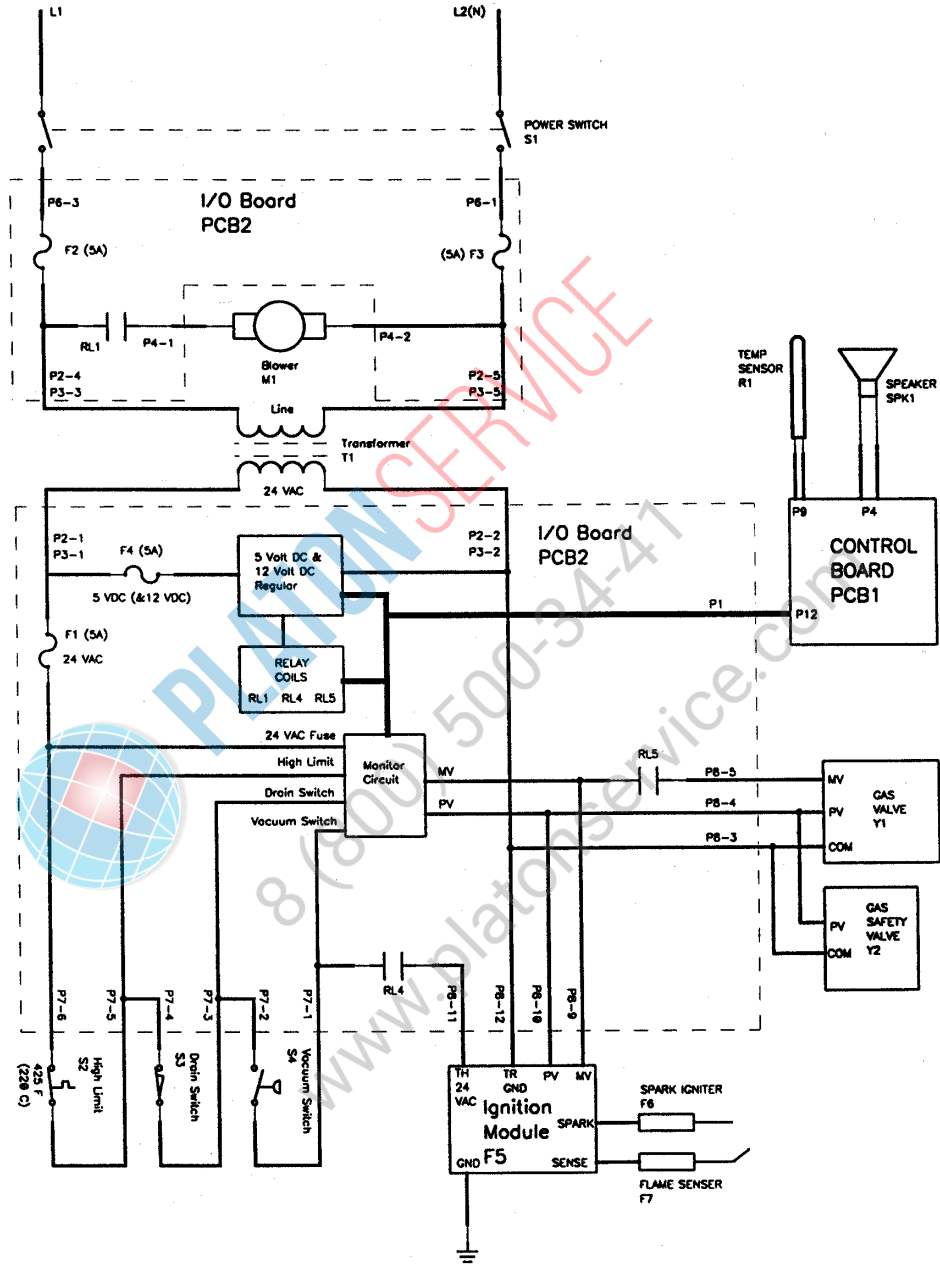 L1
L2(N)
POWER SWITCH
S1
I/O Board
PCB2
P6-3
P6-1
F2 (5A)
(5A) F3
RL1
P4-1
P4-2
Blower
M1
P2-4
P3-3
P2-5
P3-5
Line
Transformer
T1
24 VAC
TEMP
SENSOR
R1
SPEAKER
SPK1
P9
P4
CONTROL
BOARD
PCB1
P12
P1
I/O Board
PCB2
P2-1
P3-1
F4 (5A)
5 VDC (&12 VDC)
5 Volt DC &
12 Volt DC
Regular
P2-2
P3-2
F1 (5A)
24 VAC
RELAY
COILS
RL1 RL4 RL5
24 VAC Fuse
High Limit
Drain Switch
Vacuum Switch
Monitor
Circuit
MV
PV
RL5
P8-5
P8-4
P8-3
MV
PV
COM
GAS
VALVE
Y1
PV
COM
GAS
SAFETY
VALVE
Y2
RL4
P7-6
P7-5
P7-4
P7-3
P7-2
P7-1
P8-11
P8-12
P8-10
P8-9
425 F
(220 C)
High Limit
S2
Drain Switch
S3
Vacuum Switch
S4
TH
24
VAC
TR
GND
PV
MV
Ignition
Module
F5
SPARK
SENSE
GND
SPARK IGNITER
F6
FLAME SENSER
F7
PLATONSERVICE
8 (800) 500-34-41
www.platonservice.com